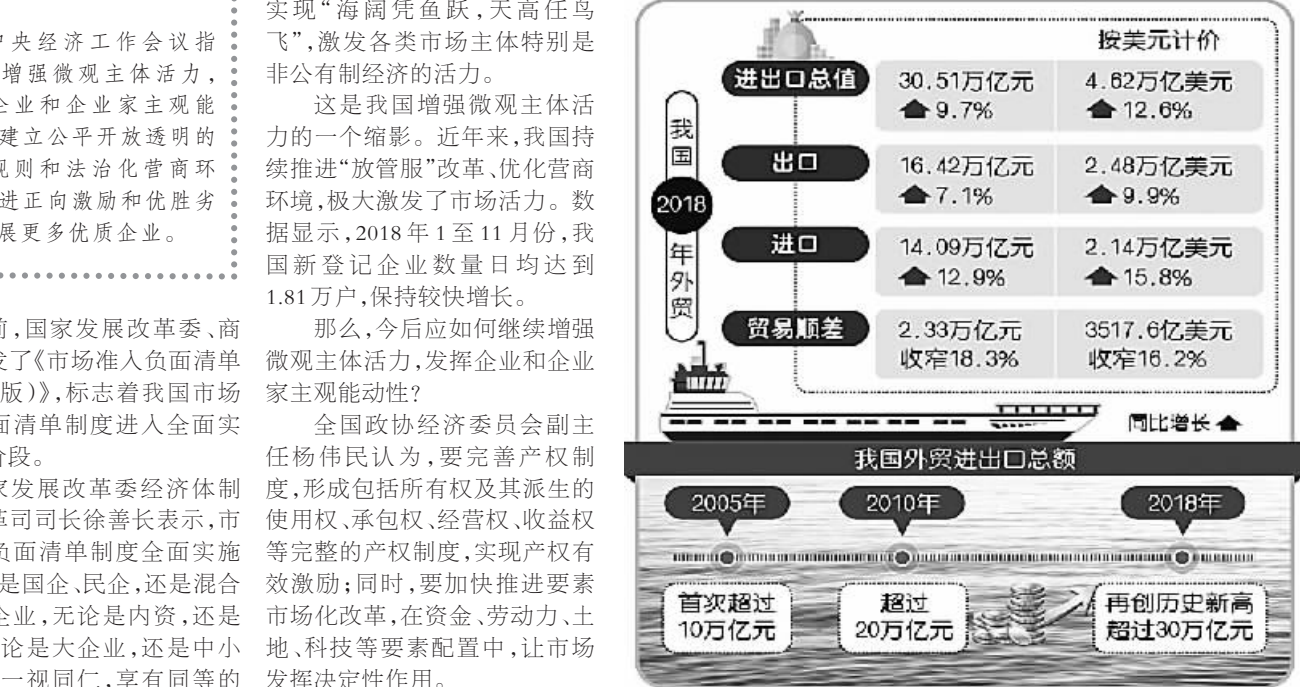 中央经济工作会议指
增强微观主体活力,
企业和企业家主观能
建立公平开放透明的
规则和法治化营商环
进正向激励和优胜劣
展更多优质企业。
前,国家发展改革委、商
发了《市场准入负面清单
版)》,标志着我国市场
面清单制度进入全面实
阶段。
家发展改革委经济体制
革司司长徐善长表示,市
负面清单制度全面实施
是国企、民企,还是混合
企业,无论是内资,还是
论是大企业,还是中小
一视同仁,享有同等的
实现“海阔凭鱼跃,天高任鸟
飞”,激发各类市场主体特别是
非公有制经济的活力。
这是我国增强微观主体活
力的一个缩影。近年来,我国持
续推进“放管服”改革、优化营商
环境,极大激发了市场活力。数
据显示,2018年1至11月份,我
国新登记企业数量日均达到
1.81万户,保持较快增长。
那么,今后应如何继续增强
微观主体活力,发挥企业和企业
家主观能动性?
全国政协经济委员会副主
任杨伟民认为,要完善产权制
度,形成包括所有权及其派生的
使用权、承包权、经营权、收益权
等完整的产权制度,实现产权有
效激励;同时,要加快推进要素
市场化改革,在资金、劳动力、土
地、科技等要素配置中,让市场
发挥决定性作用。
我国2018年外贸
按美元计价
进出口总值 30.51万亿元 4.62万亿美元
9.7% 12.6%
出口 16.42万亿元 2.48万亿美元
7.1% 9.9%
进口 14.09万亿元 2.14万亿美元
12.9% 15.8%
贸易顺差 2.33万亿元 3517.6亿美元
收窄18.3% 收窄16.2%
同比增长
我国外贸进出口总额
2005年 2010年 2018年
首次超过 超过 再创历史新高
10万亿元 20万亿元 超过30万亿元